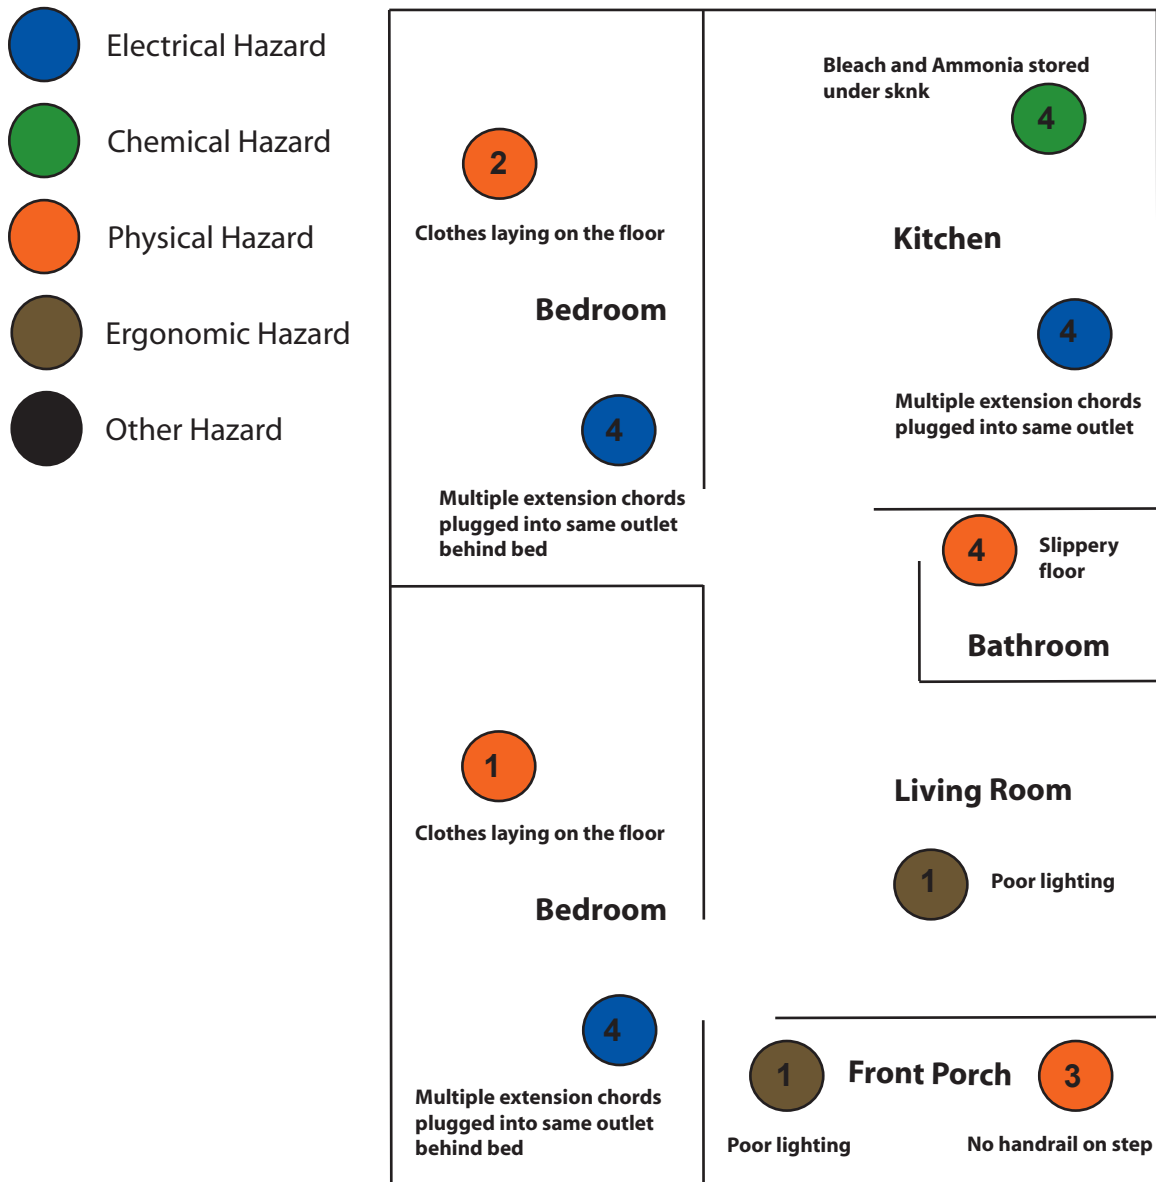 Electrical Hazard
Chemical Hazard
Physical Hazard
Ergonomic Hazard
Other Hazard
2
Clothes laying on the floor
Bedroom
4
Multiple extension chords
plugged into same outlet
behind bed
Bleach and Ammonia stored
under sknk
4
Kitchen
4
Multiple extension chords
plugged into same outlet
4
Slippery
floor
Bathroom
1
Clothes laying on the floor
Bedroom
4
Multiple extension chords
plugged into same outlet
behind bed
Living Room
1
Poor lighting
1
Front Porch
3
Poor lighting
No handrail on step